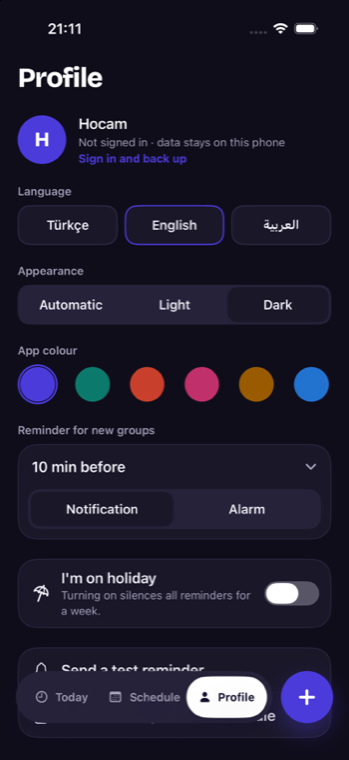 21:11
Profile
H
Hocam
Not signed in · data stays on this phone
Sign in and back up
Language
Türkçe
English
العربية
Appearance
Automatic
Light
Dark
App colour
Reminder for new groups
10 min before
Notification
Alarm
I'm on holiday
Turning on silences all reminders for
a week.
Send a test reminder
Today
Schedule
Profile